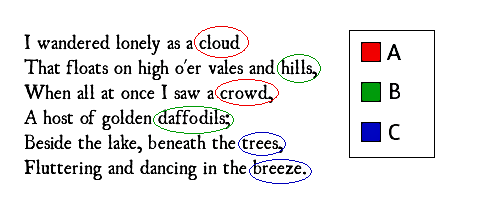 I wandered lonely as a cloud
That floats on high o'er vales and hills,
When all at once I saw a crowd,
A host of golden daffodils;
Beside the lake, beneath the trees,
Fluttering and dancing in the breeze.
A
B
C